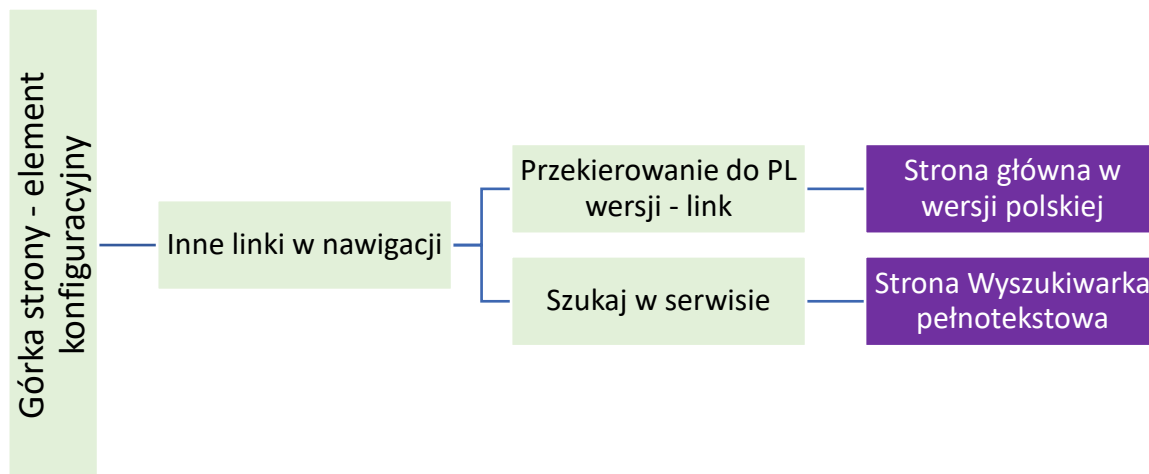 Górka strony - element
konfiguracyjny
Inne linki w nawigacji
Przekierowanie do PL
wersji - link
Strona główna w
wersji polskiej
Szukaj w serwisie
Strona Wyszukiwarka
pełnotekstowa